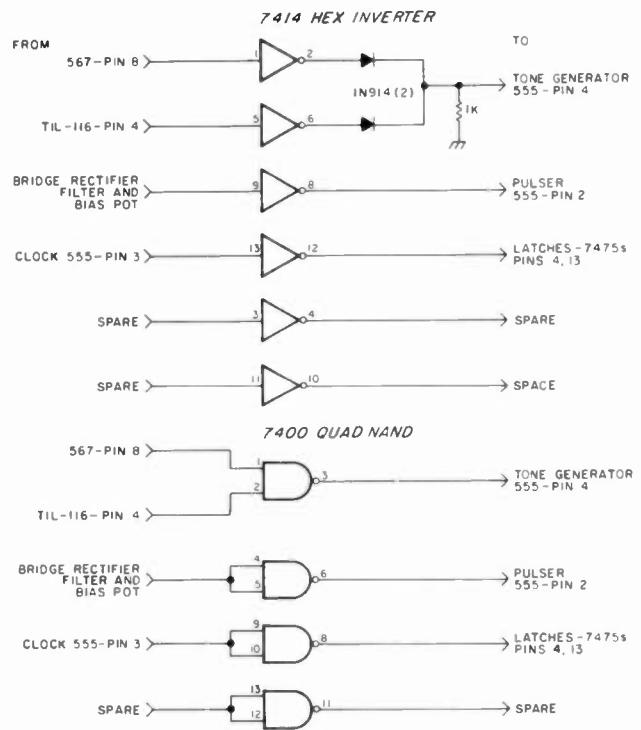 7414 HEX INVERTER
FROM
TO
567-PIN 8
1
2
1N914(2)
1K
TONE GENERATOR
555-PIN 4
TIL-116-PIN 4
5
6
BRIDGE RECTIFIER
FILTER AND
BIAS POT
9
8
PULSER
555-PIN 2
CLOCK 555-PIN 3
13
12
LATCHES-7475s
PINS 4, 13
SPARE
3
4
SPARE
SPARE
11
10
SPACE
7400 QUAD NAND
567-PIN 8
1
2
3
TONE GENERATOR
555-PIN 4
TIL-116-PIN 4
BRIDGE RECTIFIER
FILTER AND
BIAS POT
4
5
6
PULSER
555-PIN 2
CLOCK 555-PIN 3
9
10
8
LATCHES-7475s
PINS 4, 13
SPARE
13
12
11
SPARE